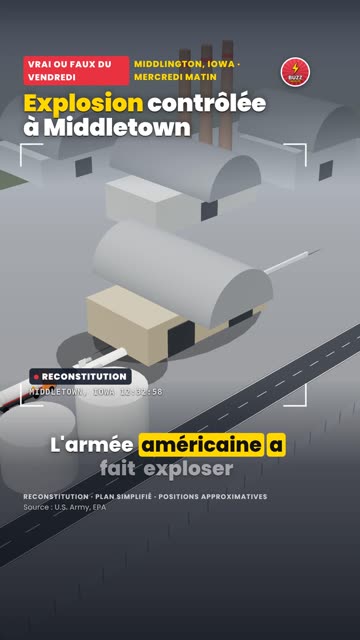 VRAI OU FAUX DU
VENDREDI
MIDDLINGTON, IOWA ·
MERCREDI MATIN
BUZZ
Explosion contrôlée
à Middletown
RECONSTITUTION
MIDDLETOWN, IOWA 12:32:58
L'armée américaine a
fait exploser
RECONSTITUTION · PLAN SIMPLIFIÉ · POSITIONS APPROXIMATIVES
Source : U.S. Army, EPA